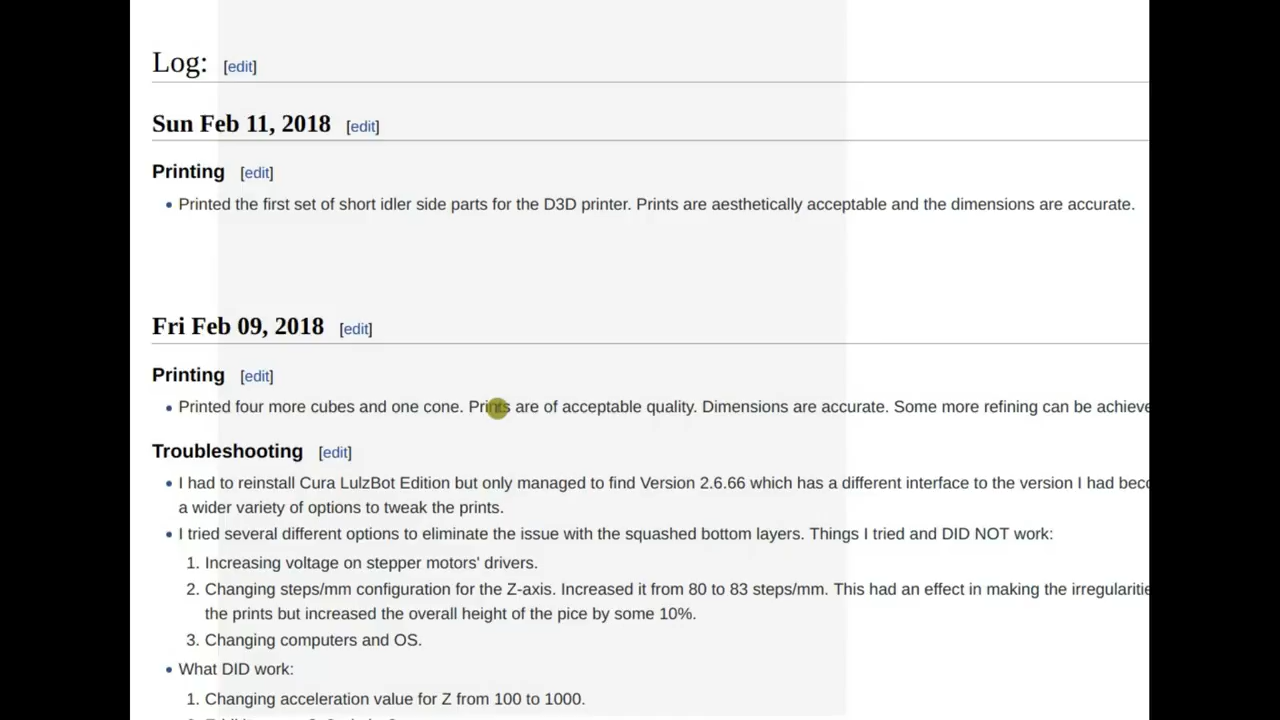 Log: [edit]
Sun Feb 11, 2018 [edit]
Printing [edit]
• Printed the first set of short idler side parts for the D3D printer. Prints are aesthetically acceptable and the dimensions are accurate.
Fri Feb 09, 2018 [edit]
Printing [edit]
• Printed four more cubes and one cone. Prints are of acceptable quality. Dimensions are accurate. Some more refining can be achieve
Troubleshooting [edit]
• I had to reinstall Cura LulzBot Edition but only managed to find Version 2.6.66 which has a different interface to the version I had beco
a wider variety of options to tweak the prints.
• I tried several different options to eliminate the issue with the squashed bottom layers. Things I tried and DID NOT work:
1. Increasing voltage on stepper motors' drivers.
2. Changing steps/mm configuration for the Z-axis. Increased it from 80 to 83 steps/mm. This had an effect in making the irregularitie
the prints but increased the overall height of the pice by some 10%.
3. Changing computers and OS.
• What DID work:
1. Changing acceleration value for Z from 100 to 1000.